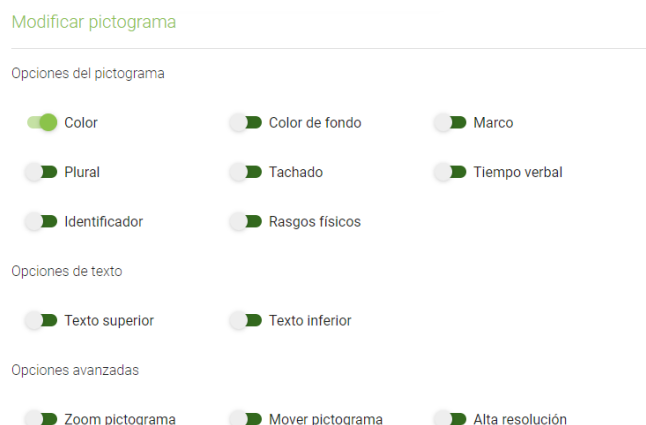 Modificar pictograma
Opciones del pictograma
Color Color de fondo Marco
Plural Tachado Tiempo verbal
Identificador Rasgos físicos
Opciones de texto
Texto superior Texto inferior
Opciones avanzadas
Zoom pictograma Mover pictograma Alta resolución